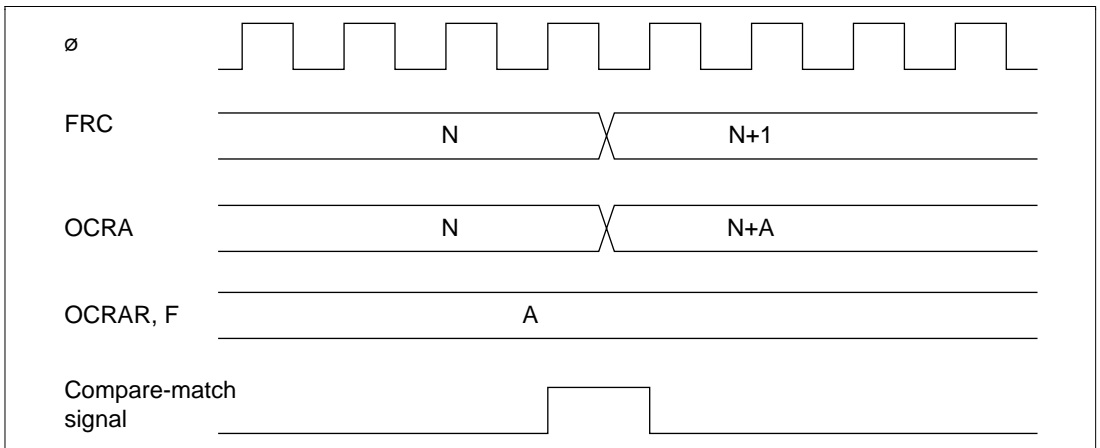 ø
FRC N N+1
OCRA N N+A
OCRAR, F A
Compare-match
signal